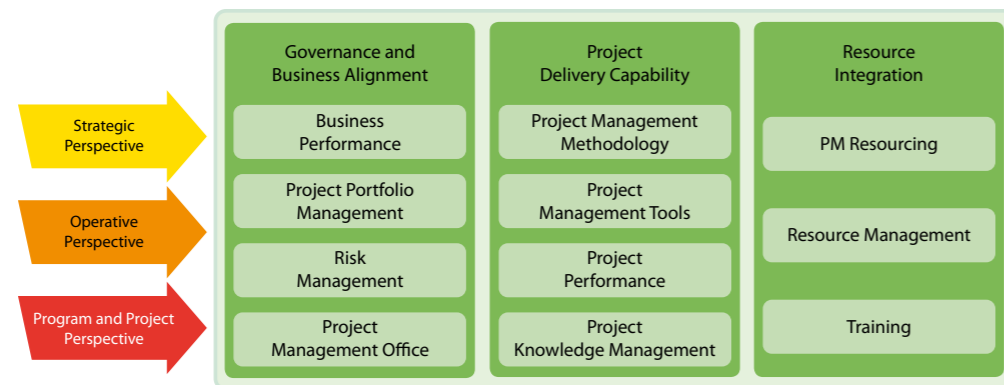 Strategic
Perspective
Operative
Perspective
Program and Project
Perspective
Governance and
Business Alignment
Business
Performance
Project Portfolio
Management
Risk
Management
Project
Management Office
Project
Delivery Capability
Project Management
Methodology
Project
Management Tools
Project
Performance
Project
Knowledge Management
Resource
Integration
PM Resourcing
Resource Management
Training